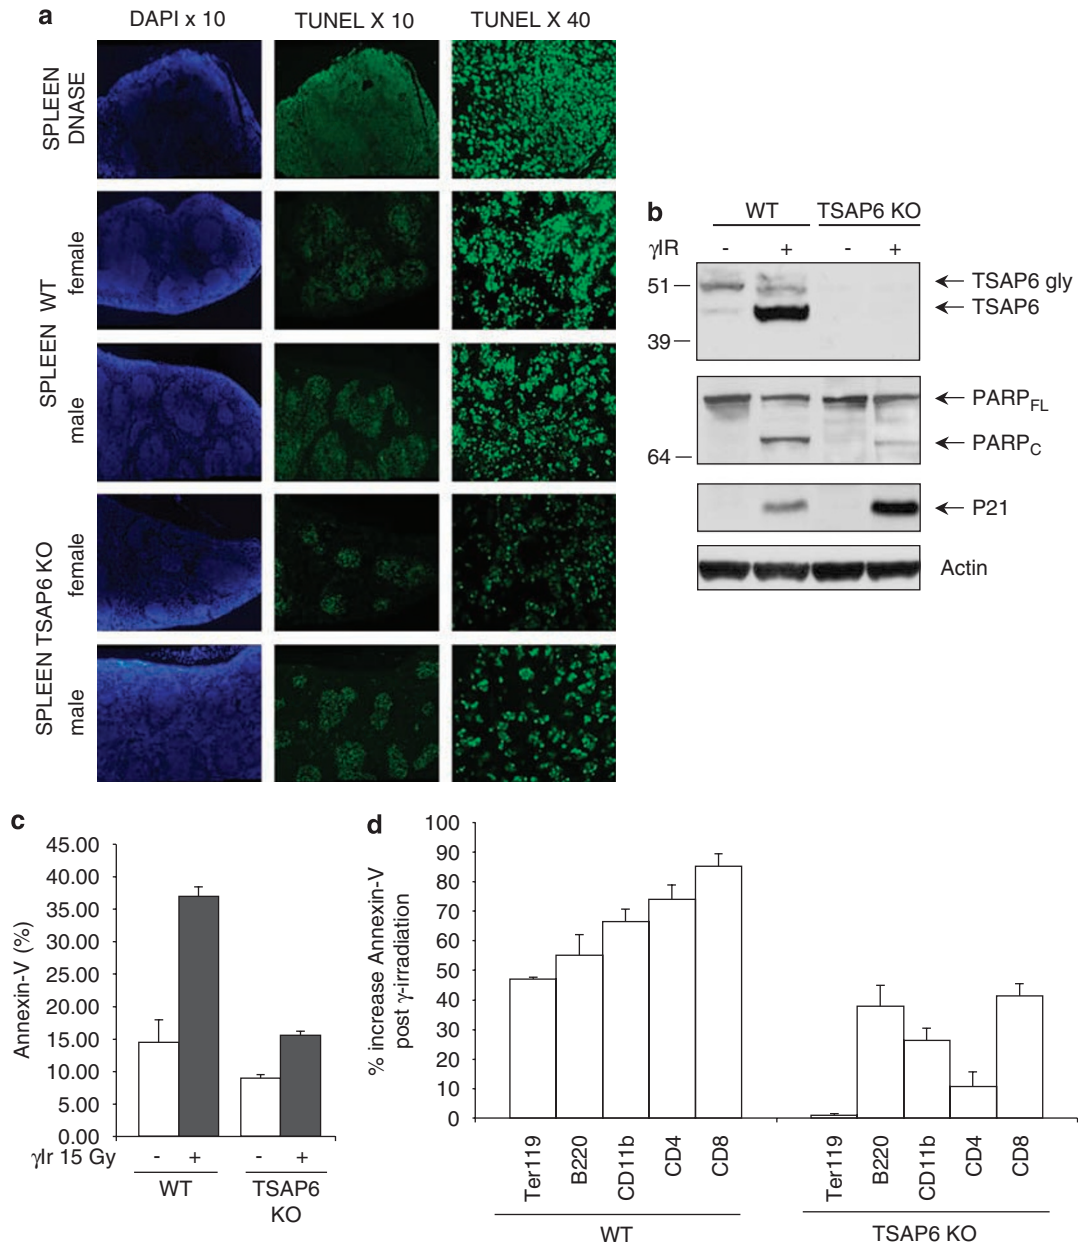 a
DAPI x 10
TUNEL X 10
TUNEL X 40
SPLEEN
DNASE
SPLEEN WT
female
male
SPLEEN TSAP6 KO
female
male
b
WT
TSAP6 KO
γIR
-
+
-
+
51
39
TSAP6 gly
TSAP6
64
PARPFL
PARPC
P21
Actin
c
Annexin-V (%)
45.00
40.00
35.00
30.00
25.00
20.00
15.00
10.00
5.00
0.00
γIr 15 Gy
-
+
-
+
WT
TSAP6
KO
d
% increase Annexin-V
post γ-irradiation
100
90
80
70
60
50
40
30
20
10
0
Ter119
B220
CD11b
CD4
CD8
Ter119
B220
CD11b
CD4
CD8
WT
TSAP6 KO